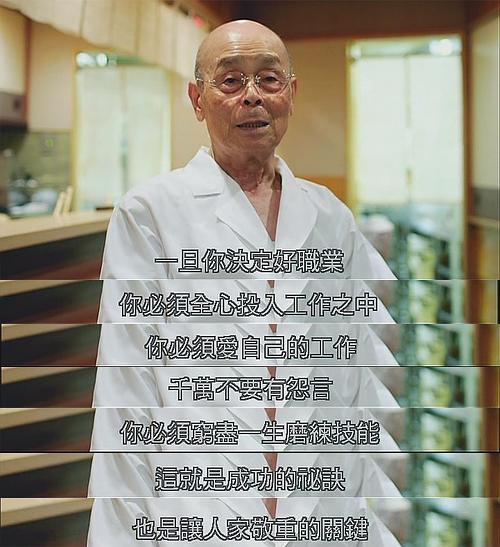 一旦你決定好職業
你必須全心投入工作之中
你必須愛自己的工作
千萬不要有怨言
你必須窮盡一生磨練技能
這就是成功的祕訣
也是讓人家敬重的關鍵